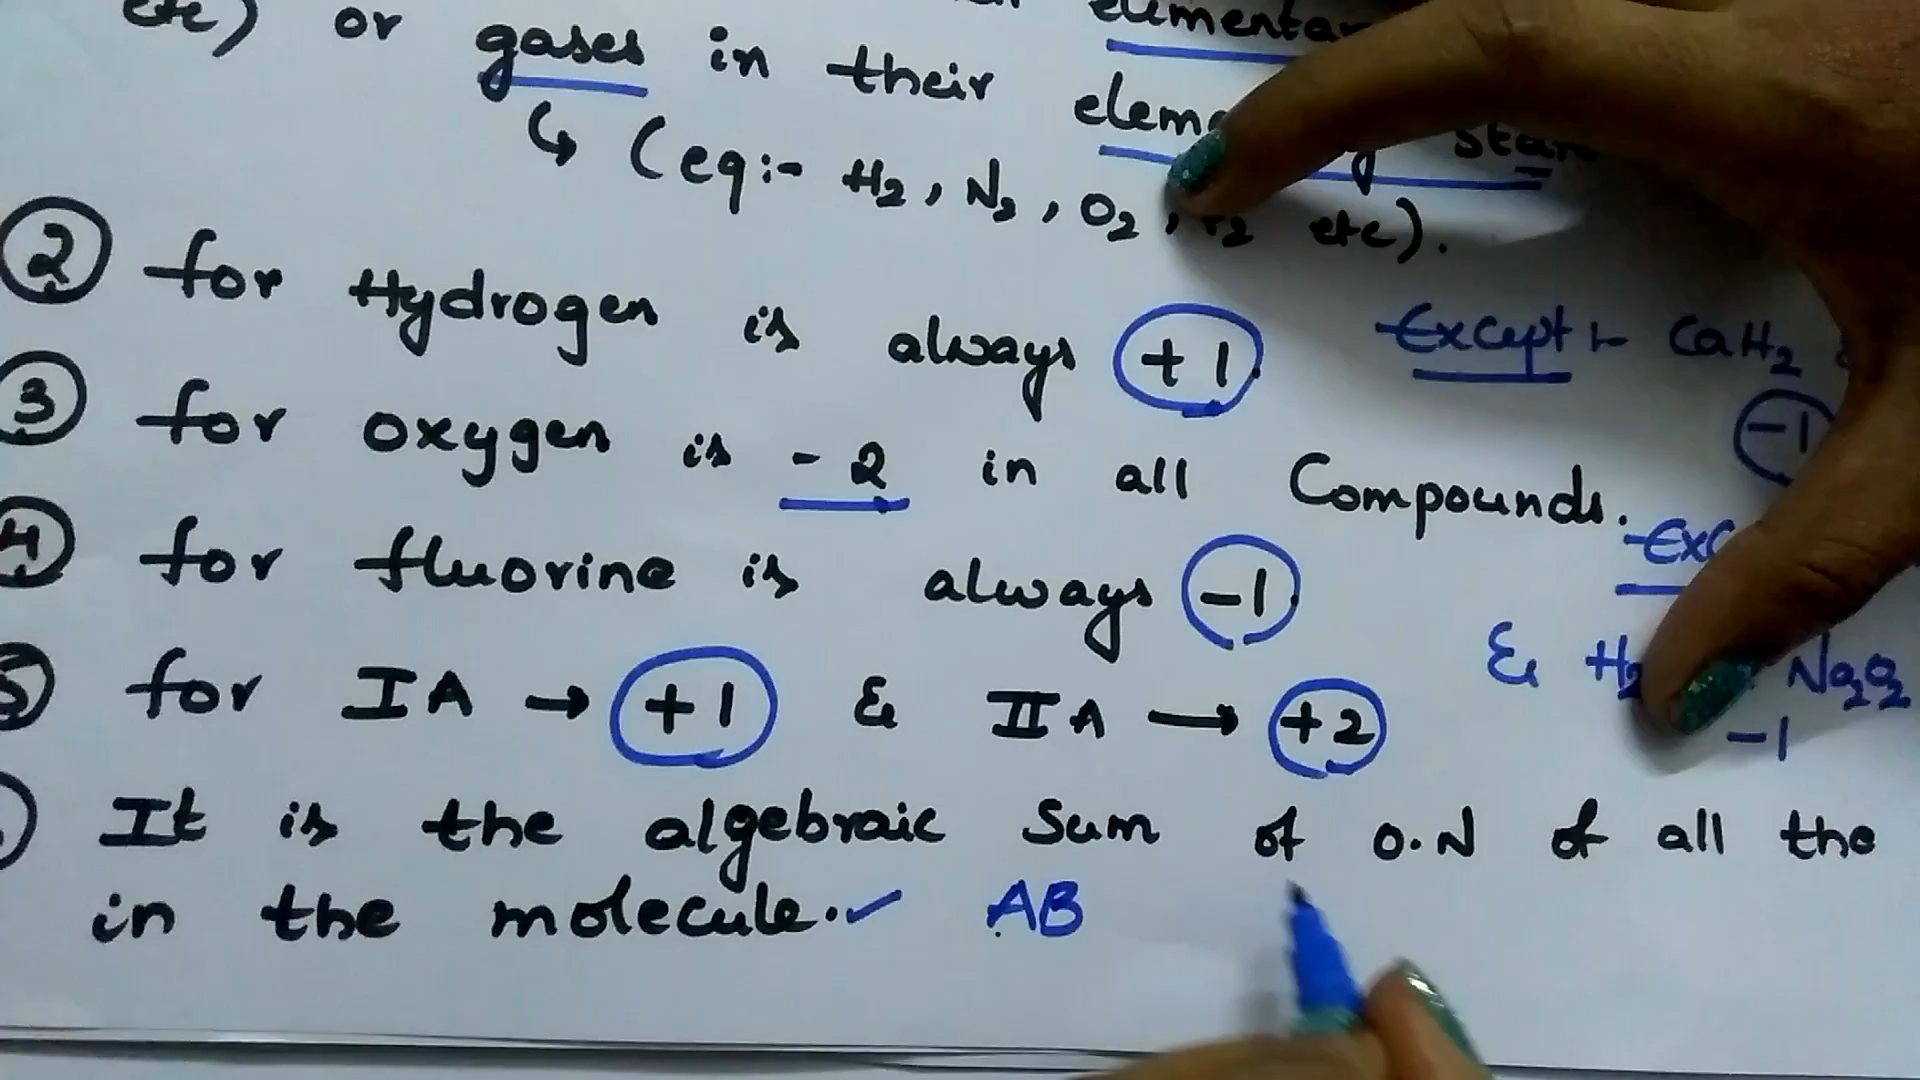 etc) or gases in their
↳ (eg:- H2, N2, O2, etc).
② for Hydrogen is always +1. Except :- CaH2
-1
③ for oxygen is -2 in all Compounds.
④ for fluorine is always -1.
& Na2O2
-1
⑤ for IA → +1 & IIA → +2
It is the algebraic Sum of O.N of all the
in the molecule. ✓ AB